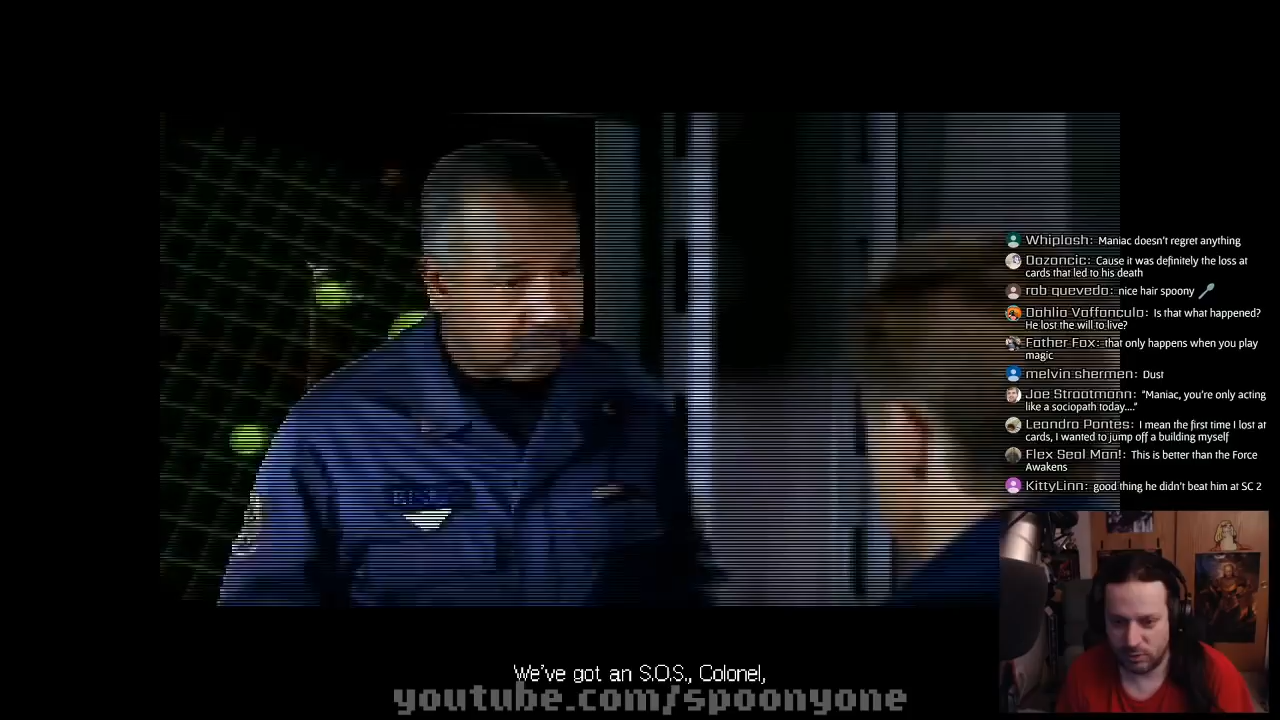 Whiplash: Maniac doesn't regret anything
Oozoncic: Cause it was definitely the loss at
cards that led to his death
rob quevedo: nice hair spoony
Dahlia Vaffanculo: Is that what happened?
He lost the will to live?
Father Fox: that only happens when you play
magic
melvin shermen: Dust
Joe Strootmann: "Maniac, you're only acting
like a sociopath today...."
Leandro Pontes: I mean the first time I lost at
cards, I wanted to jump off a building myself
Flex Seal Man!: This is better than the Force
Awakens
KittyLinn: good thing he didn't beat him at SC 2
We've got an S.O.S., Colonel,
youtube.com/spoonyone